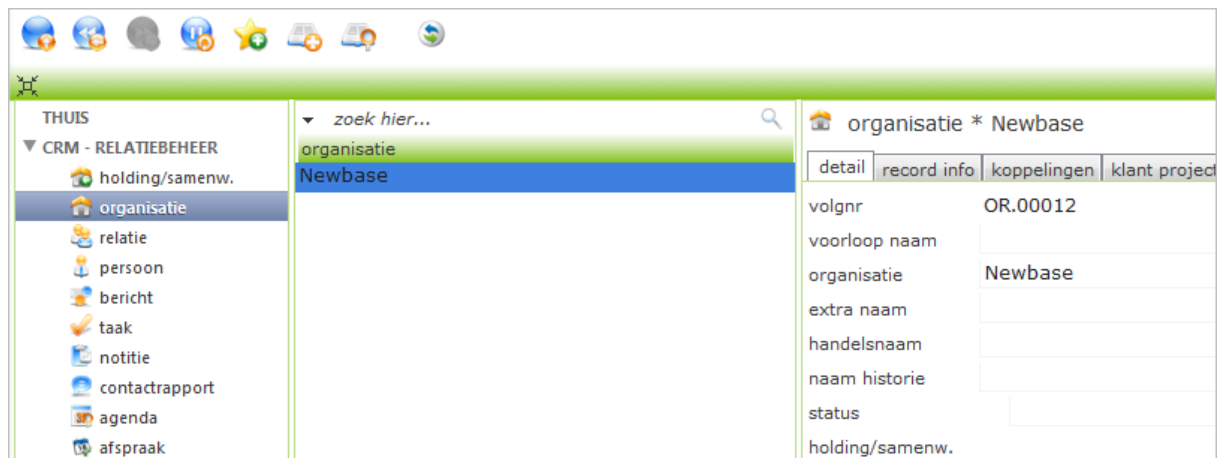 THUIS
CRM - RELATIEBEHEER
holding/samenw.
organisatie
relatie
persoon
bericht
taak
notitie
contactrapport
agenda
afspraak
zoek hier...
organisatie
Newbase
organisatie * Newbase
detail record info koppelingen klant project
volgnr OR.00012
voorloop naam
organisatie Newbase
extra naam
handelsnaam
naam historie
status
holding/samenw.